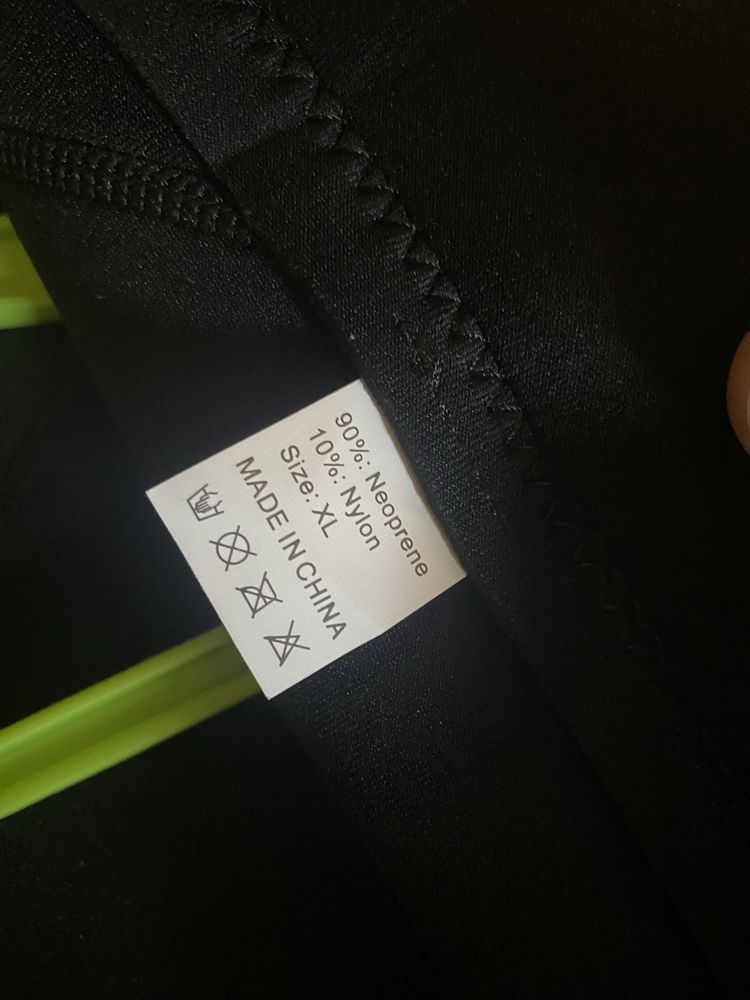 90%: Neoprene
10%: Nylon
Size: XL
MADE IN CHINA